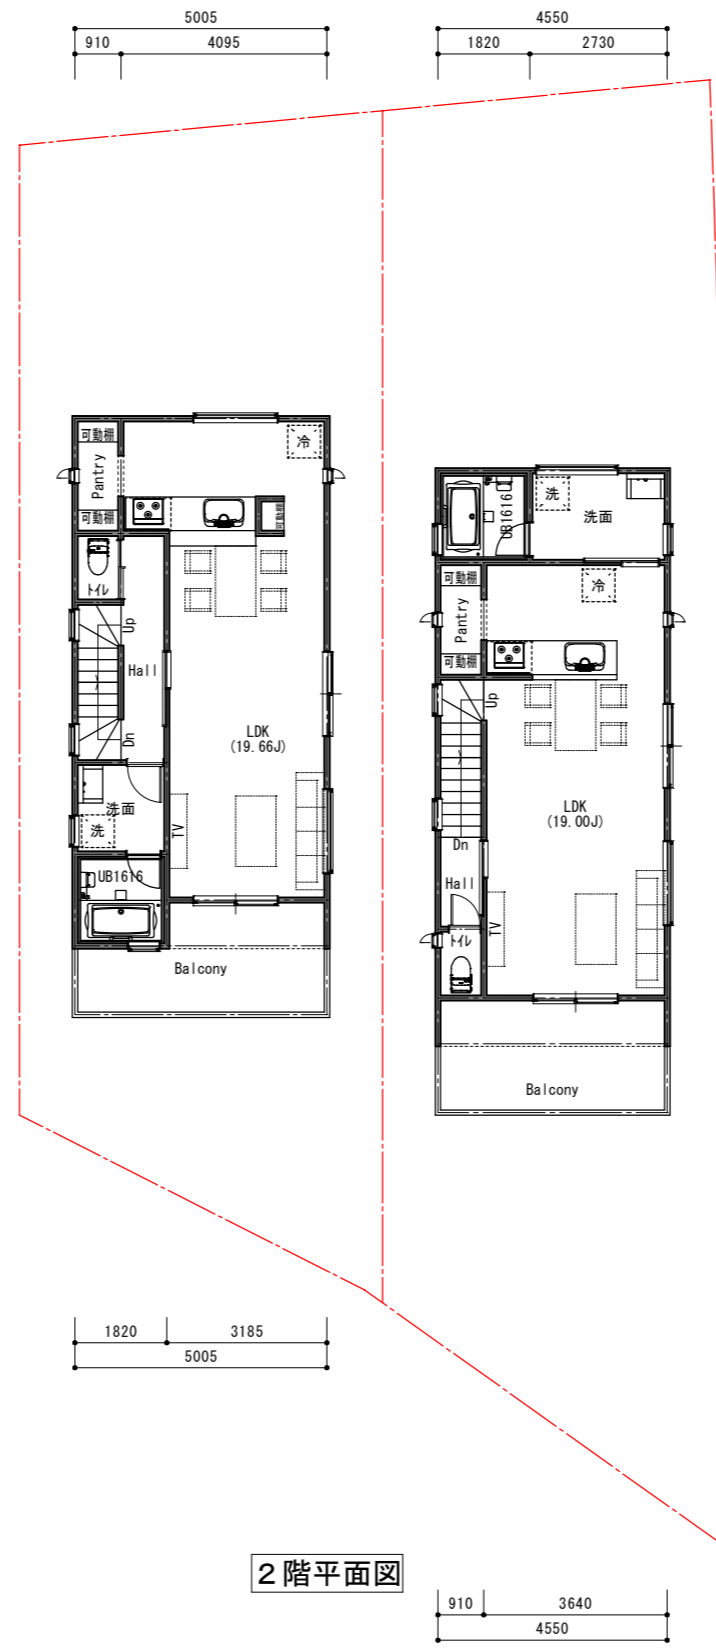 5005
910
4095
4550
1820
2730
可動棚
Pantry
可動棚
冷
可動棚
トイレ
Up
Hall
Dn
LDK
(19.66J)
洗面
洗
TV
UB1616
Balcony
UB1616
洗
洗面
可動棚
Pantry
可動棚
冷
Up
LDK
(19.00J)
Dn
Hall
トイレ
TV
Balcony
1820
3185
5005
2階平面図
910
3640
4550